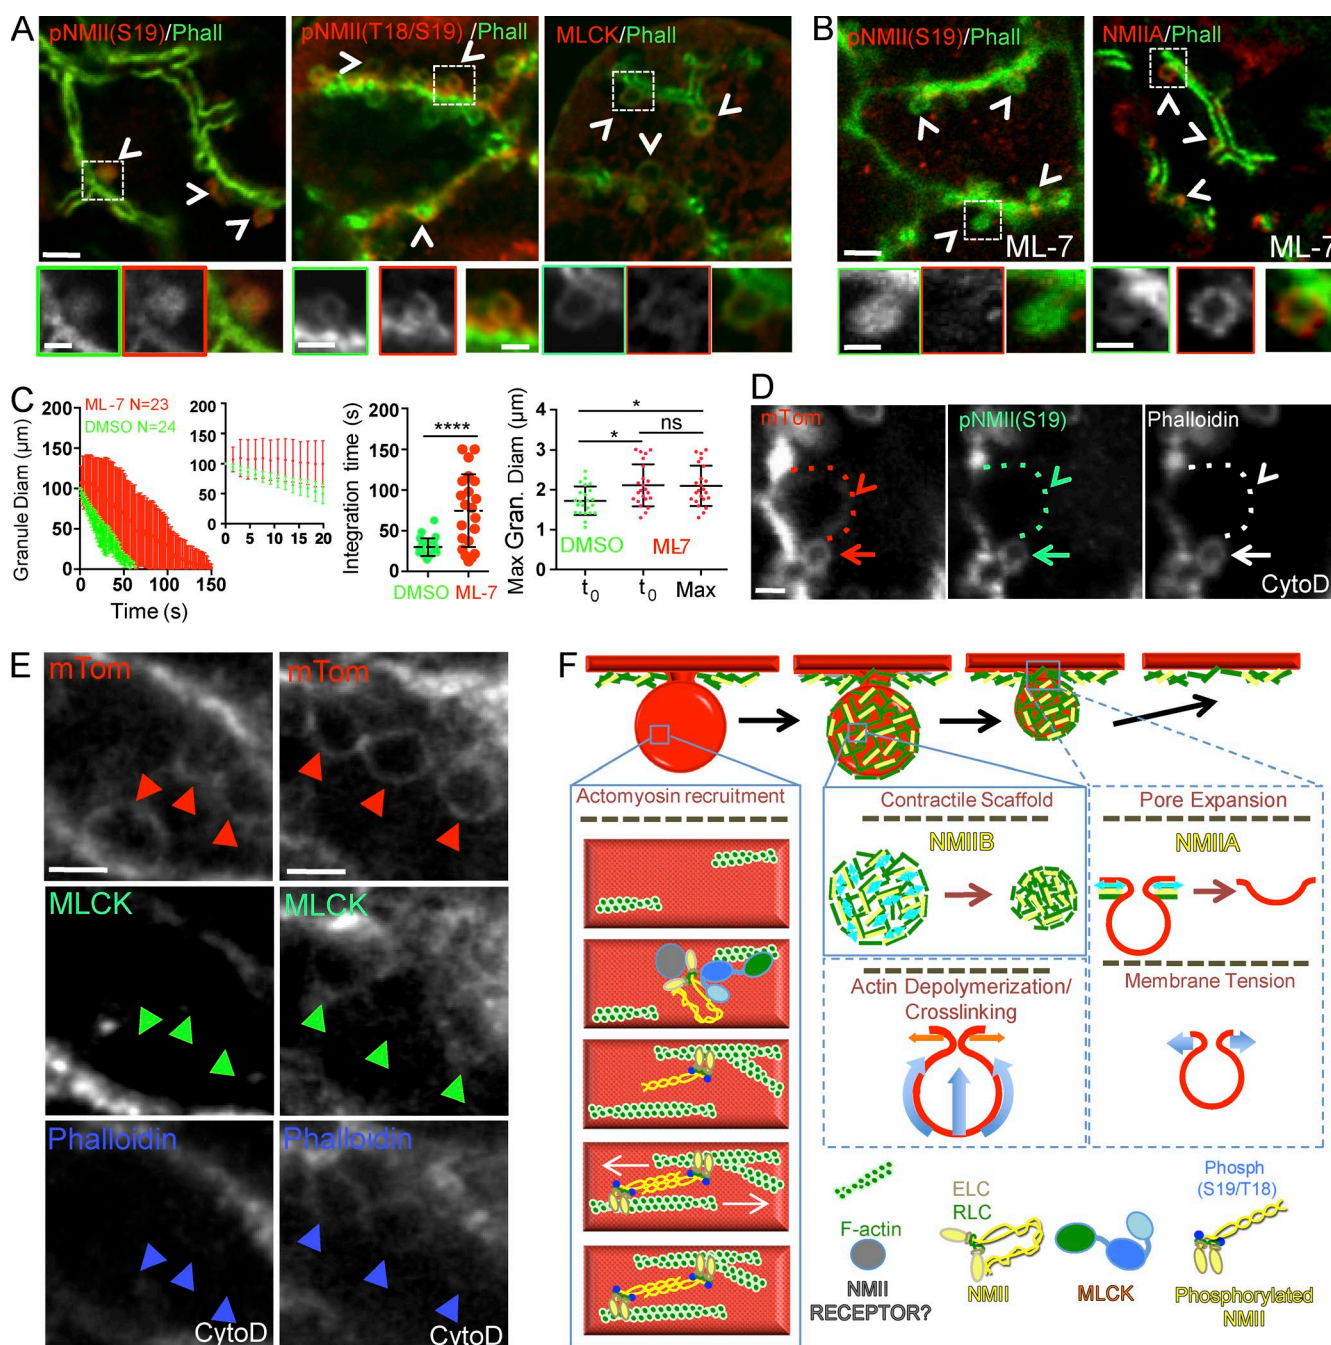 A
pNMII(S19)/Phall
pNMII(T18/S19)/Phall
MLCK/Phall
B
pNMII(S19)/Phall
ML-7
NMIIA/Phall
ML-7
C
Granule Diam (µm)
200
150
100
50
0
ML-7 N=23
DMSO N=24
0 50 100 150
Time (s)
200
150
100
50
0
0 5 10 15 20
Integration time (s)
200
150
100
50
0
****
DMSO ML-7
Max Gran. Diam (µm)
4
3
2
1
0
*
* ns
DMSO ML7
t0 t0 Max
D
mTom
pNMII(S19)
Phalloidin
CytoD
E
mTom
mTom
MLCK
MLCK
Phalloidin
CytoD
Phalloidin
CytoD
F
Actomyosin recruitment
Contractile Scaffold
NMIIB
Pore Expansion
NMIIA
Actin Depolymerization/
Crosslinking
Membrane Tension
F-actin
NMII
RECEPTOR?
ELC
RLC
NMII
MLCK
Phosph
(S19/T18)
Phosphorylated
NMII